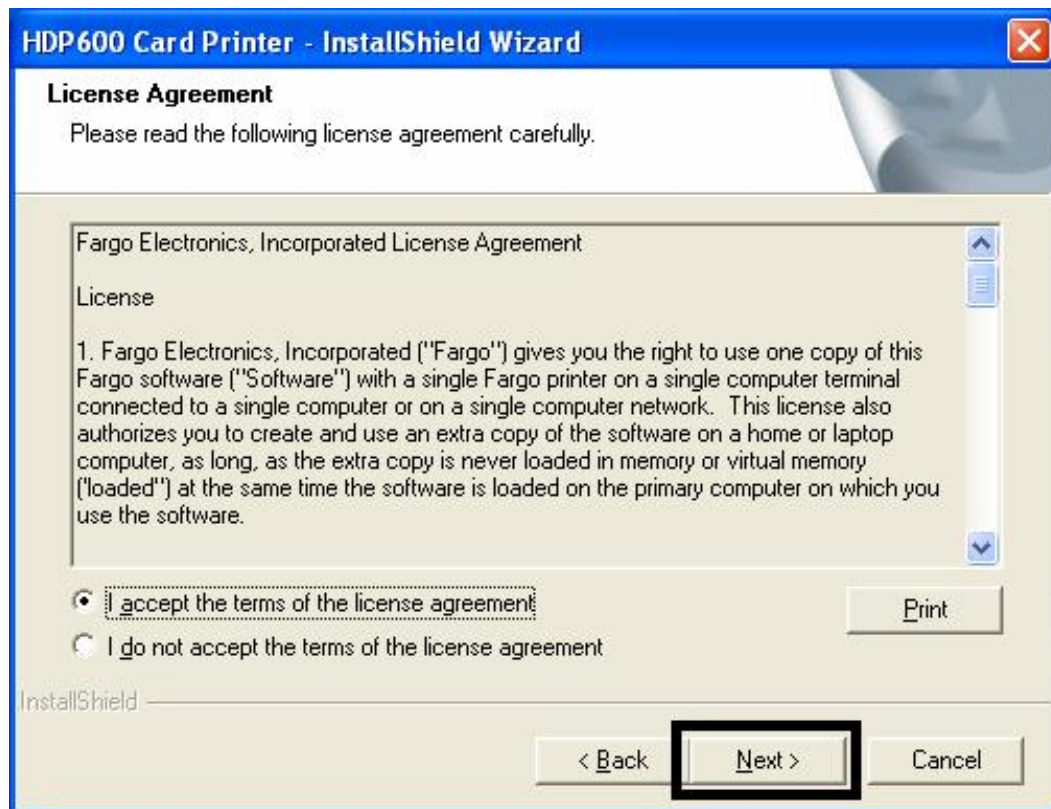 HDP600 Card Printer - InstallShield Wizard
License Agreement
Please read the following license agreement carefully.
Fargo Electronics, Incorporated License Agreement
License
1. Fargo Electronics, Incorporated ("Fargo") gives you the right to use one copy of this
Fargo software ("Software") with a single Fargo printer on a single computer terminal
connected to a single computer or on a single computer network.  This license also
authorizes you to create and use an extra copy of the software on a home or laptop
computer, as long, as the extra copy is never loaded in memory or virtual memory
('loaded") at the same time the software is loaded on the primary computer on which you
use the software.
I accept the terms of the license agreement
Print
I do not accept the terms of the license agreement
InstallShield
< Back Next > Cancel